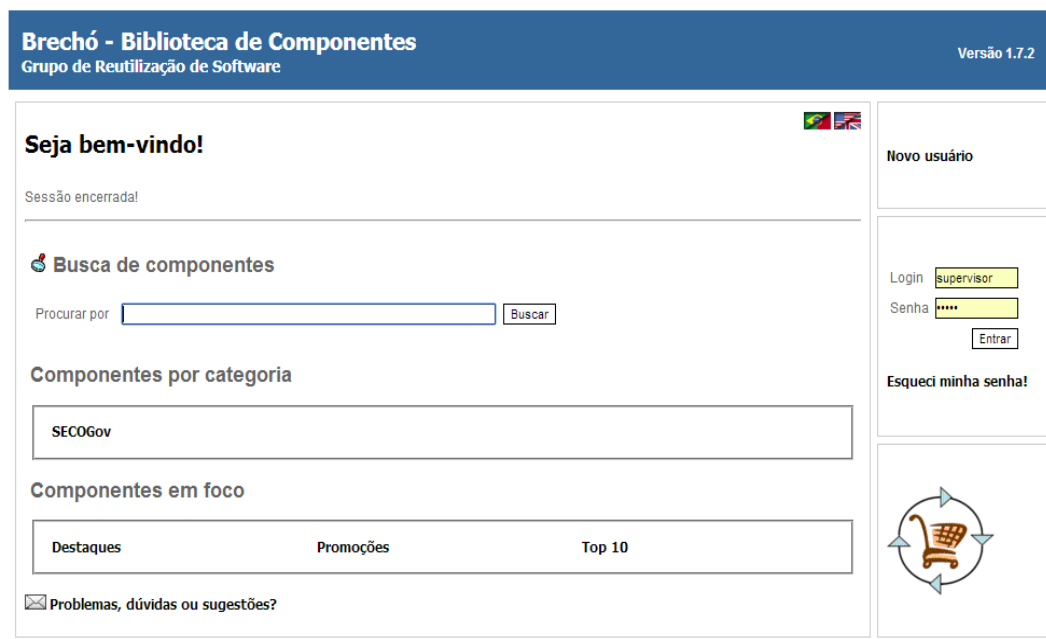 Brechó - Biblioteca de Componentes
Grupo de Reutilização de Software
Versão 1.7.2
Seja bem-vindo!
Sessão encerrada!
Busca de componentes
Procurar por
Buscar
Componentes por categoria
SECOGov
Componentes em foco
Destaques Promoções Top 10
Problemas, dúvidas ou sugestões?
Novo usuário
Login supervisor
Senha •••••
Entrar
Esqueci minha senha!